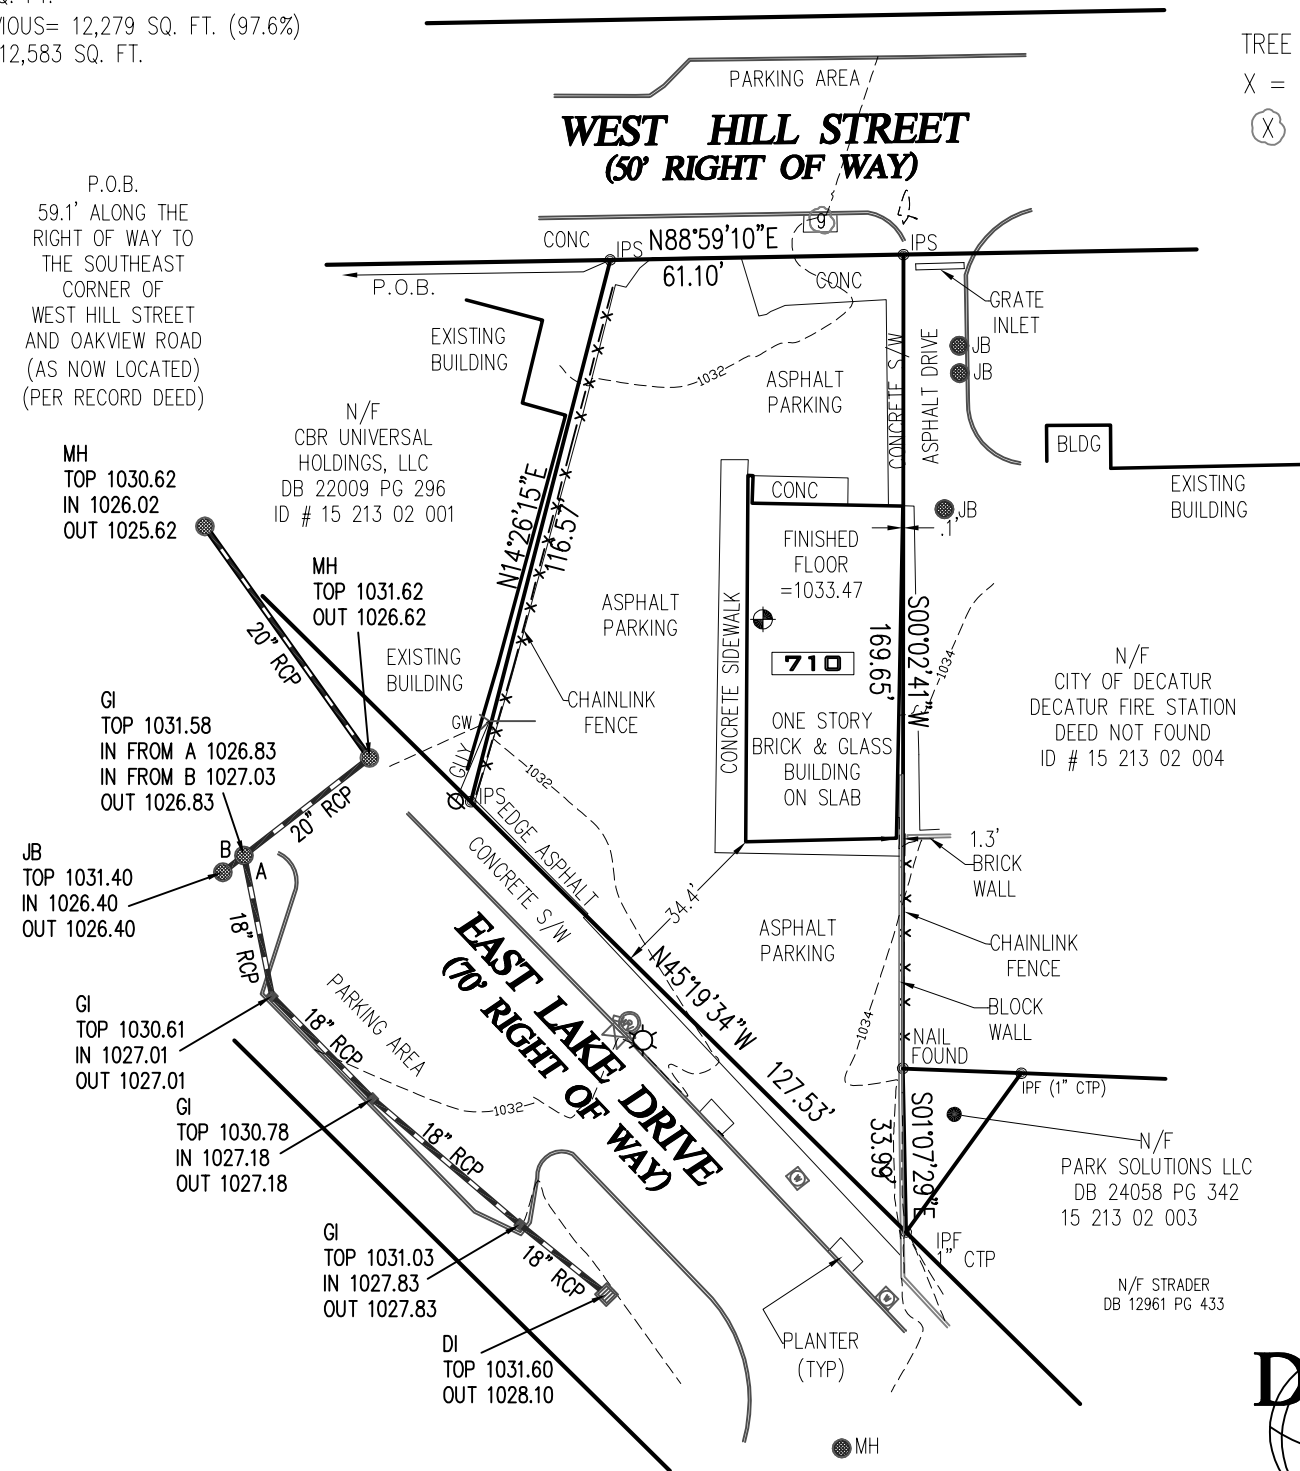 IOUS= 12,279 SQ. FT. (97.6%)
12,583 SQ. FT.
TREE
X =
X
PARKING AREA
WEST HILL STREET
(50' RIGHT OF WAY)
P.O.B.
59.1' ALONG THE
RIGHT OF WAY TO
THE SOUTHEAST
CORNER OF
WEST HILL STREET
AND OAKVIEW ROAD
(AS NOW LOCATED)
(PER RECORD DEED)
9
CONC
IPS
N88°59'10"E
IPS
61.10'
CONC
P.O.B.
GRATE
INLET
EXISTING
BUILDING
JB
JB
1032
ASPHALT
PARKING
CONCRETE S/W
ASPHALT DRIVE
N/F
CBR UNIVERSAL
HOLDINGS, LLC
DB 22009 PG 296
ID # 15 213 02 001
BLDG
EXISTING
BUILDING
MH
TOP 1030.62
IN 1026.02
OUT 1025.62
CONC
JB
.1'
N14°26'15"E
116.57'
FINISHED
FLOOR
=1033.47
MH
TOP 1031.62
OUT 1026.62
ASPHALT
PARKING
CONCRETE SIDEWALK
20" RCP
S00°02'41"W
169.65'
1034
710
N/F
CITY OF DECATUR
DECATUR FIRE STATION
DEED NOT FOUND
ID # 15 213 02 004
EXISTING
BUILDING
CHAINLINK
FENCE
GW
GUY
ONE STORY
BRICK & GLASS
BUILDING
ON SLAB
GI
TOP 1031.58
IN FROM A 1026.83
IN FROM B 1027.03
OUT 1026.83
1032
20" RCP
IPS
EDGE ASPHALT
CONCRETE S/W
B
A
JB
TOP 1031.40
IN 1026.40
OUT 1026.40
1.3'
BRICK
WALL
34.4'
18" RCP
ASPHALT
PARKING
CHAINLINK
FENCE
EAST LAKE DRIVE
(70' RIGHT OF WAY)
N45°19'34"W
127.53'
PARKING AREA
GI
TOP 1030.61
IN 1027.01
OUT 1027.01
18" RCP
BLOCK
WALL
1034
NAIL
FOUND
IPF (1" CTP)
GI
TOP 1030.78
IN 1027.18
OUT 1027.18
1032
18" RCP
S01°07'29"E
33.99'
N/F
PARK SOLUTIONS LLC
DB 24058 PG 342
15 213 02 003
GI
TOP 1031.03
IN 1027.83
OUT 1027.83
18" RCP
IPF
1" CTP
N/F STRADER
DB 12961 PG 433
DI
TOP 1031.60
OUT 1028.10
PLANTER
(TYP)
MH
D